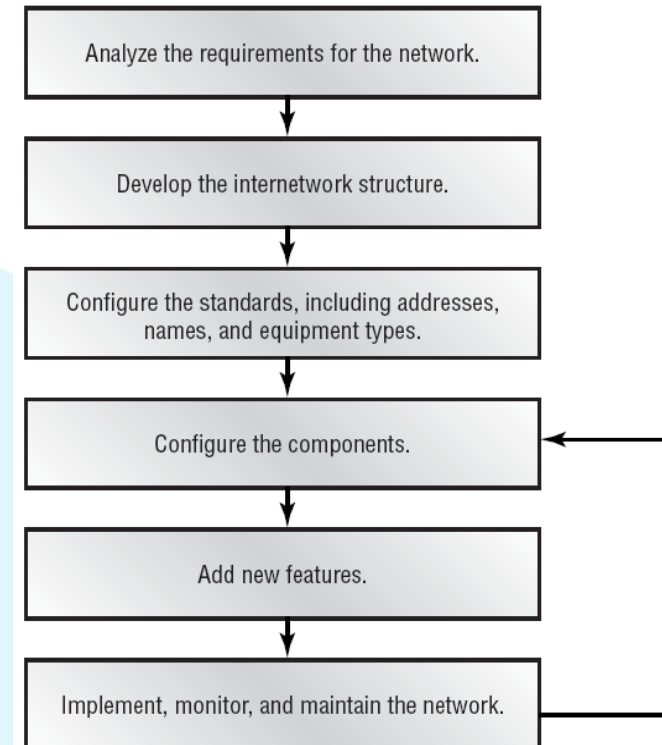 Analyze the requirements for the network.
Develop the internetwork structure.
Configure the standards, including addresses,
names, and equipment types.
Configure the components.
Add new features.
Implement, monitor, and maintain the network.